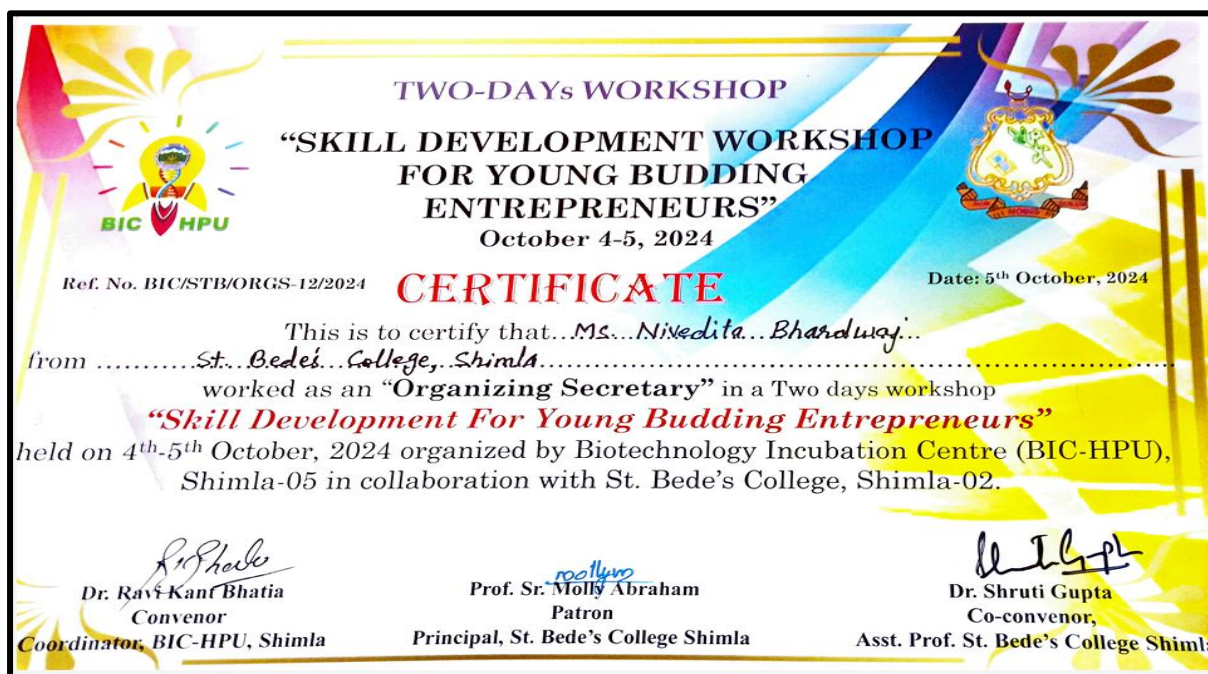 TWO-DAYs WORKSHOP
“SKILL DEVELOPMENT WORKSHOP
FOR YOUNG BUDDING
ENTREPRENEURS”
October 4-5, 2024
BIC HPU
Ref. No. BIC/STB/ORGS-12/2024
CERTIFICATE
Date: 5th October, 2024
This is to certify that...Ms. Nivedita Bhardwaj...
from .........St. Bede's College, Shimla.........
worked as an “Organizing Secretary” in a Two days workshop
“Skill Development For Young Budding Entrepreneurs”
held on 4th-5th October, 2024 organized by Biotechnology Incubation Centre (BIC-HPU),
Shimla-05 in collaboration with St. Bede’s College, Shimla-02.
Dr. Ravi Kant Bhatia
Convenor
Coordinator, BIC-HPU, Shimla
Prof. Sr. Molly Abraham
Patron
Principal, St. Bede’s College Shimla
Dr. Shruti Gupta
Co-convenor,
Asst. Prof. St. Bede’s College Shimla